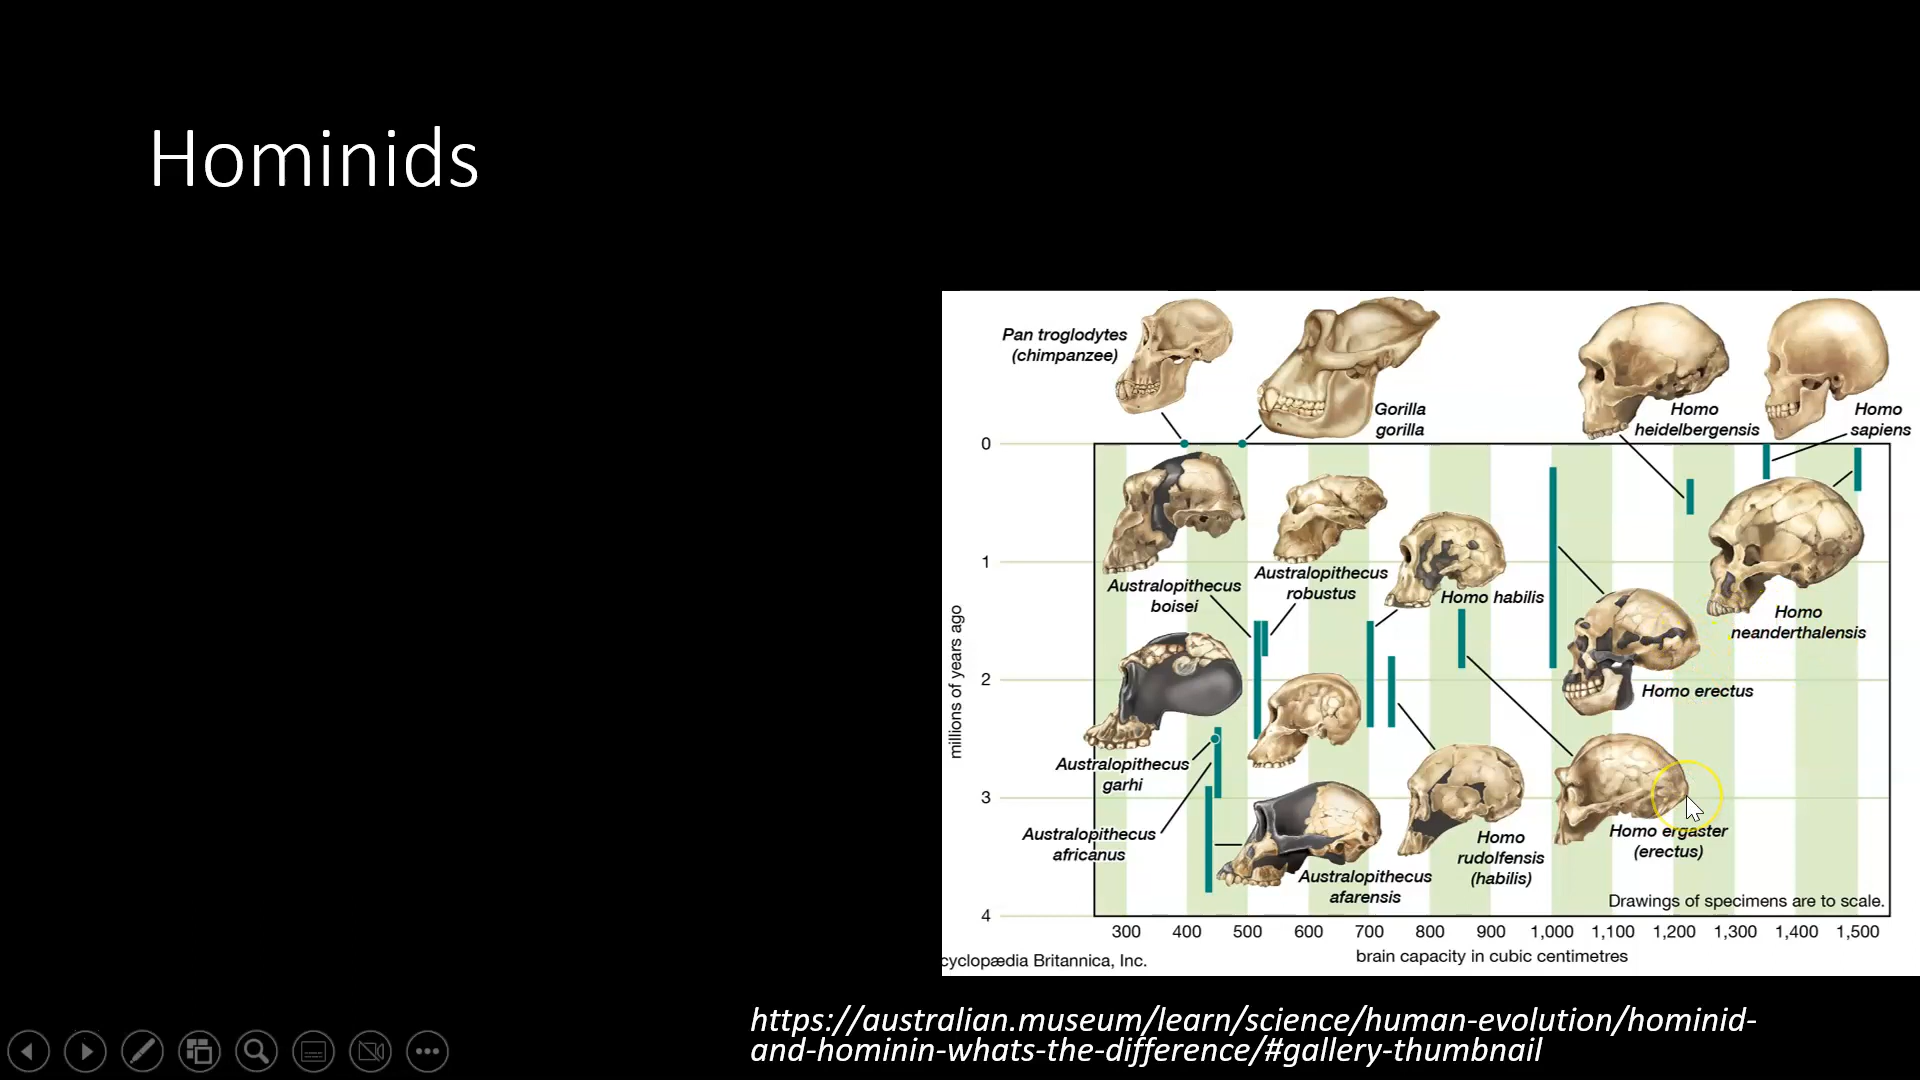 Hominids
Pan troglodytes
(chimpanzee)
Gorilla
gorilla
Homo
heidelbergensis
Homo
sapiens
0
1
2
3
4
millions of years ago
Australopithecus
boisei
Australopithecus
robustus
Homo habilis
Homo
neanderthalensis
Homo erectus
Australopithecus
garhi
Australopithecus
africanus
Australopithecus
afarensis
Homo
rudolfensis
(habilis)
Homo ergaster
(erectus)
Drawings of specimens are to scale.
300 400 500 600 700 800 900 1,000 1,100 1,200 1,300 1,400 1,500
brain capacity in cubic centimetres
cyclopædia Britannica, Inc.
https://australian.museum/learn/science/human-evolution/hominid-
and-hominin-whats-the-difference/#gallery-thumbnail